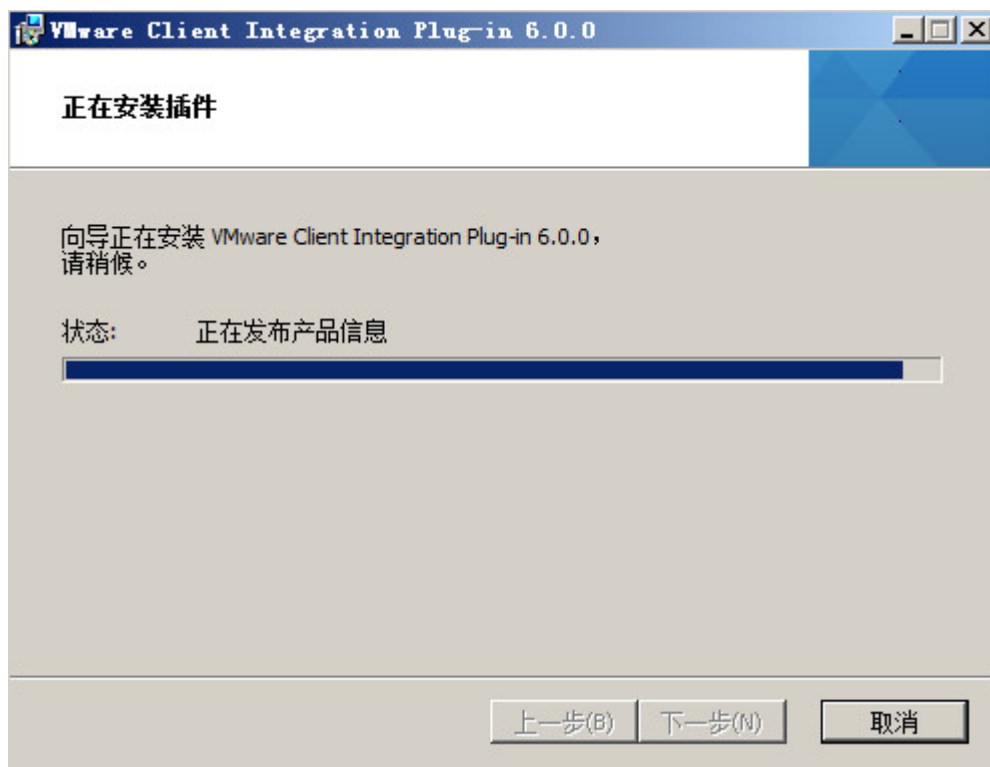 VMware Client Integration Plug-in 6.0.0
正在安装插件
向导正在安装 VMware Client Integration Plug-in 6.0.0，
请稍候。
状态: 正在发布产品信息
上一步(B) 下一步(N) 取消